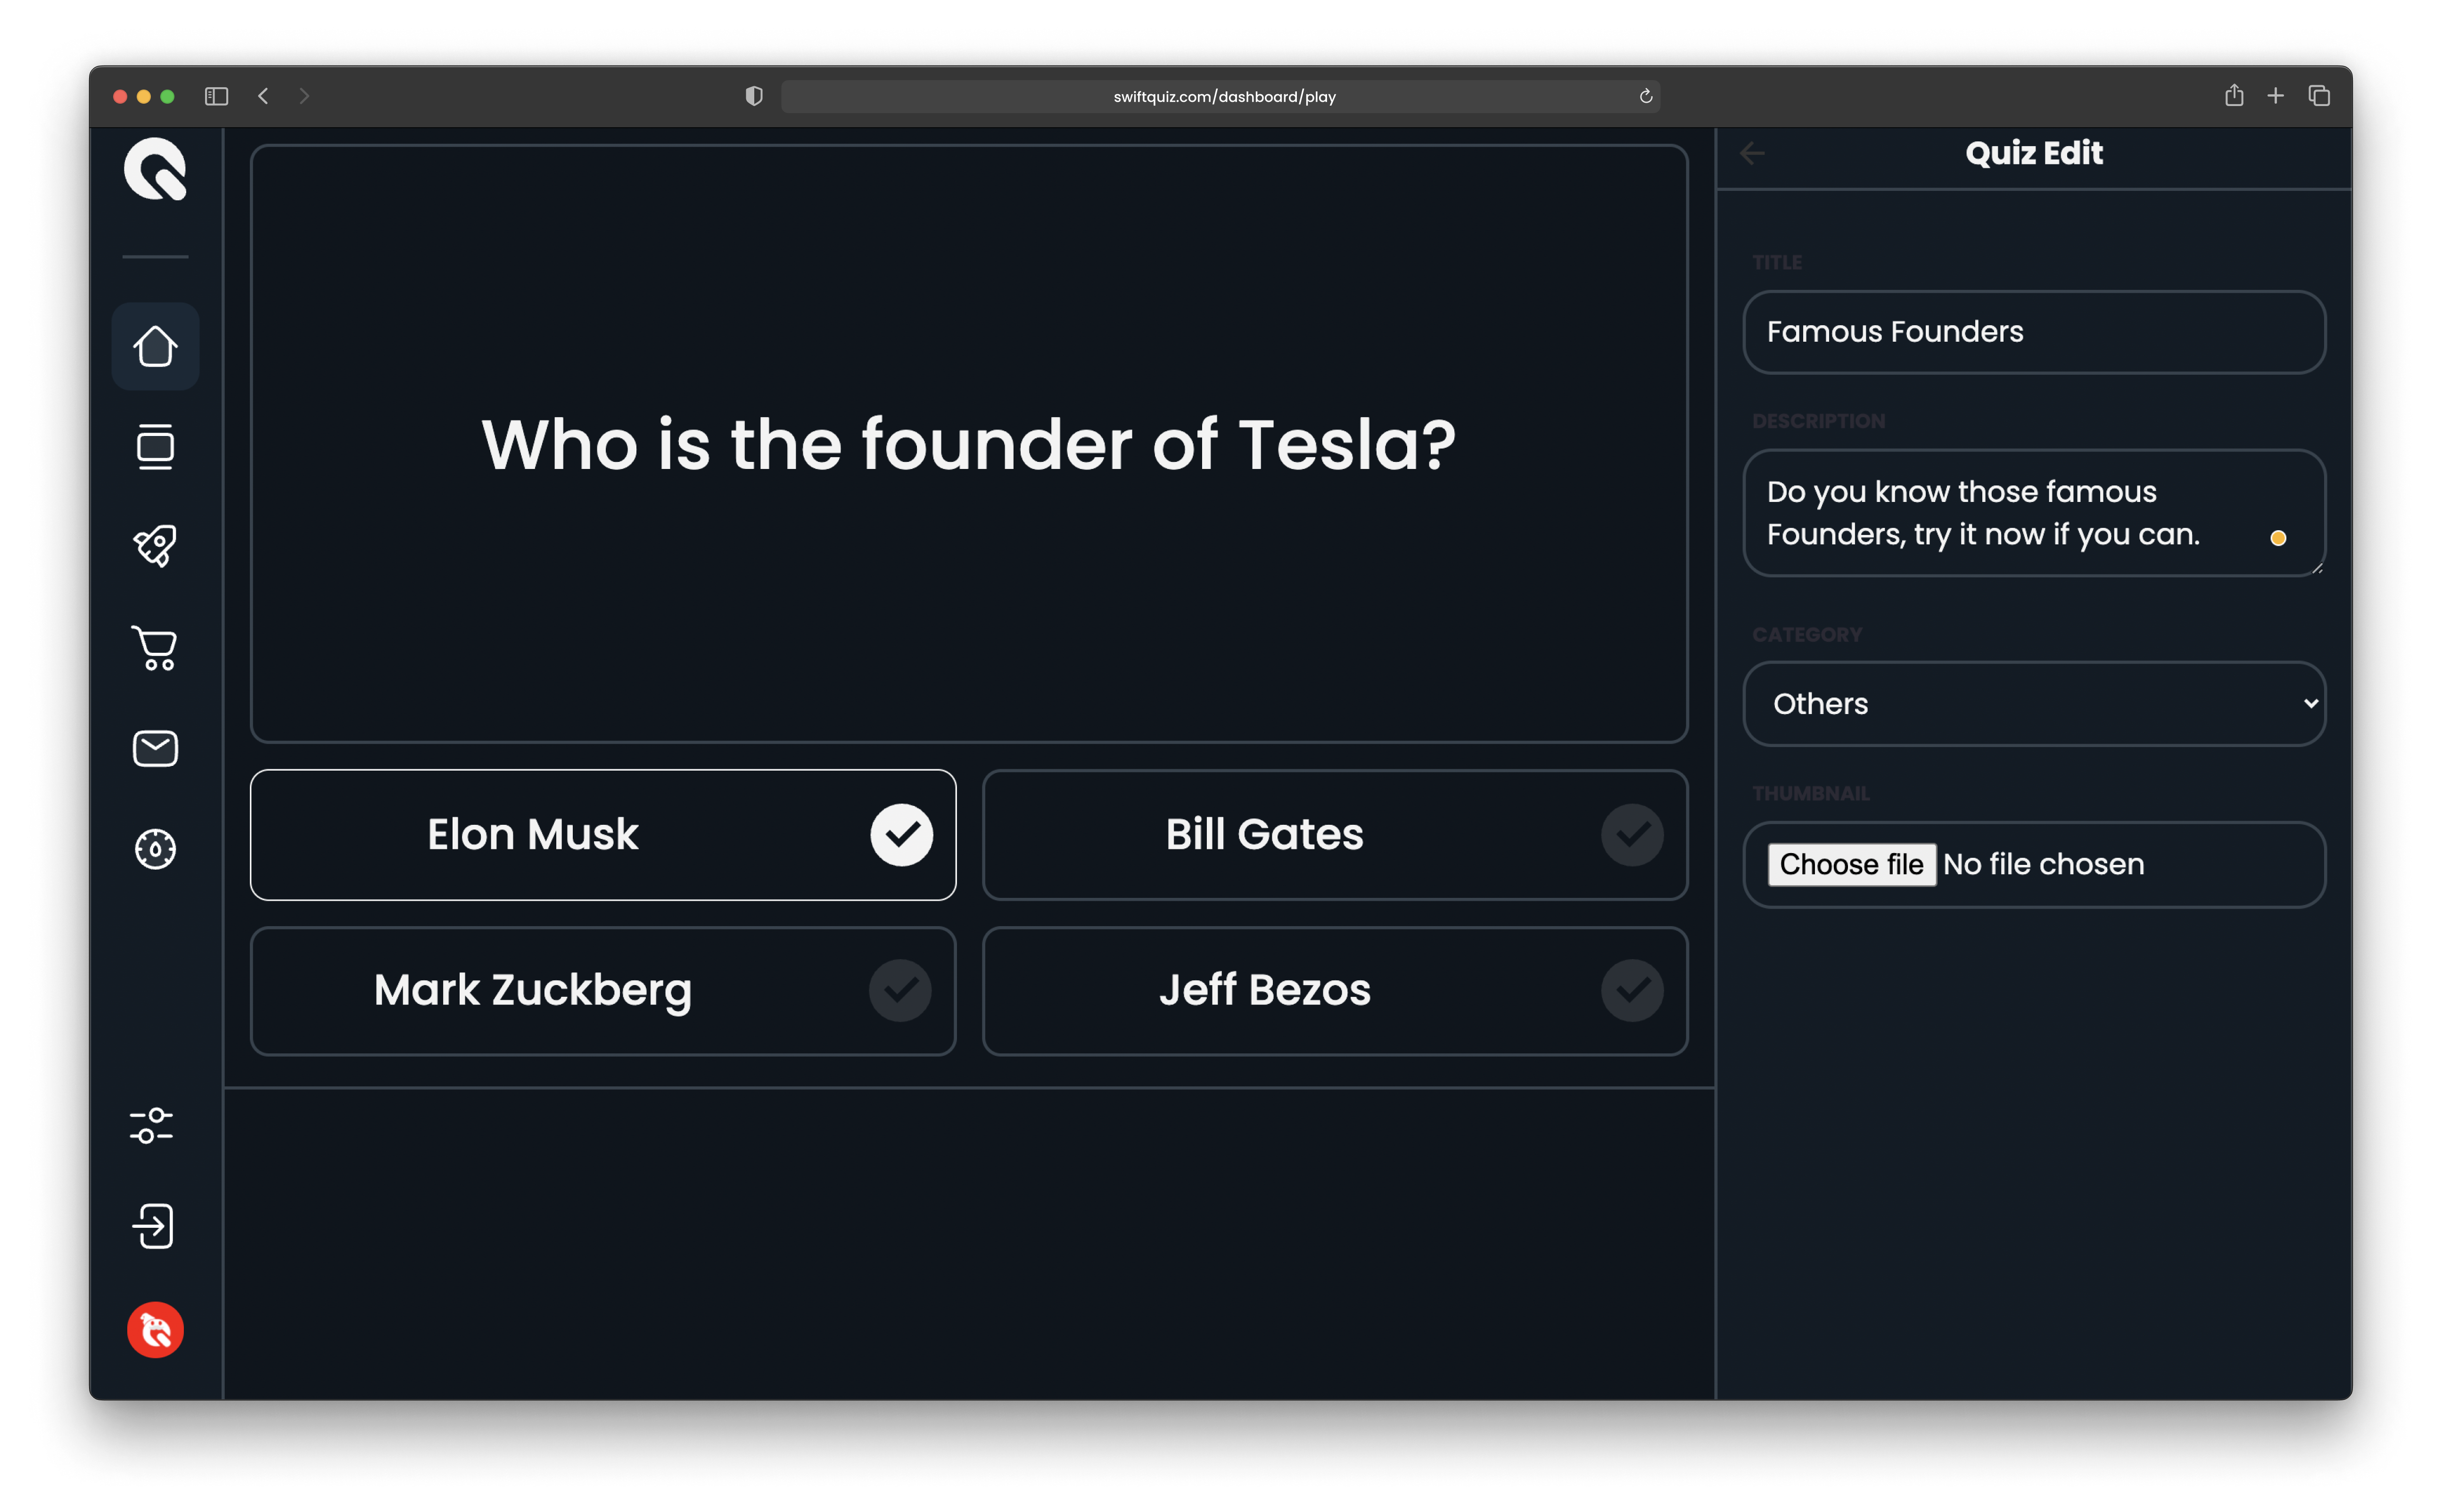 swiftquiz.com/dashboard/play
Quiz Edit
Who is the founder of Tesla?
Elon Musk
Bill Gates
Mark Zuckberg
Jeff Bezos
TITLE
Famous Founders
DESCRIPTION
Do you know those famous
Founders, try it now if you can.
CATEGORY
Others
THUMBNAIL
Choose file No file chosen